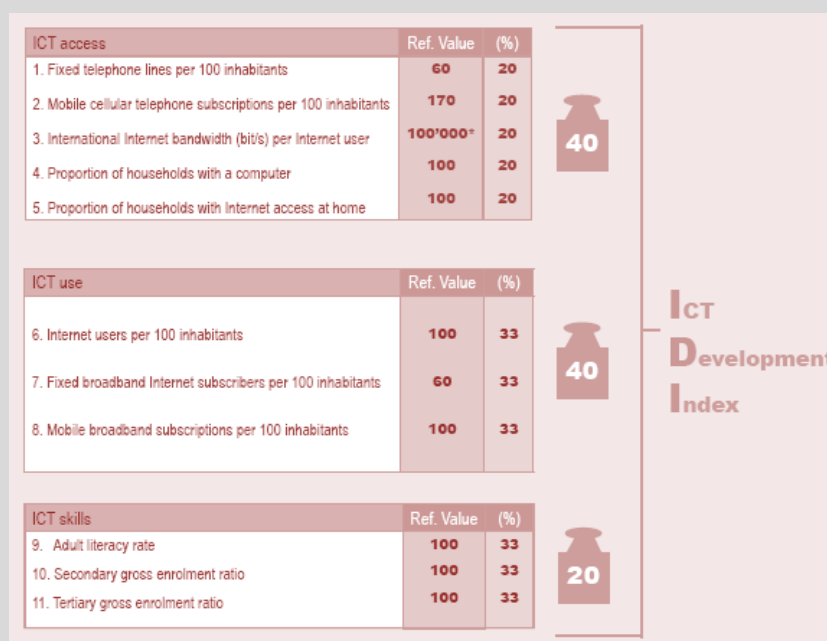 ICT access Ref. Value (%)
1. Fixed telephone lines per 100 inhabitants 60 20
2. Mobile cellular telephone subscriptions per 100 inhabitants 170 20
3. International Internet bandwidth (bit/s) per Internet user 100'000* 20
4. Proportion of households with a computer 100 20
5. Proportion of households with Internet access at home 100 20
40
ICT use Ref. Value (%)
6. Internet users per 100 inhabitants 100 33
7. Fixed broadband Internet subscribers per 100 inhabitants 60 33
8. Mobile broadband subscriptions per 100 inhabitants 100 33
40
ICT skills Ref. Value (%)
9. Adult literacy rate 100 33
10. Secondary gross enrolment ratio 100 33
11. Tertiary gross enrolment ratio 100 33
20
ICT
Development
Index